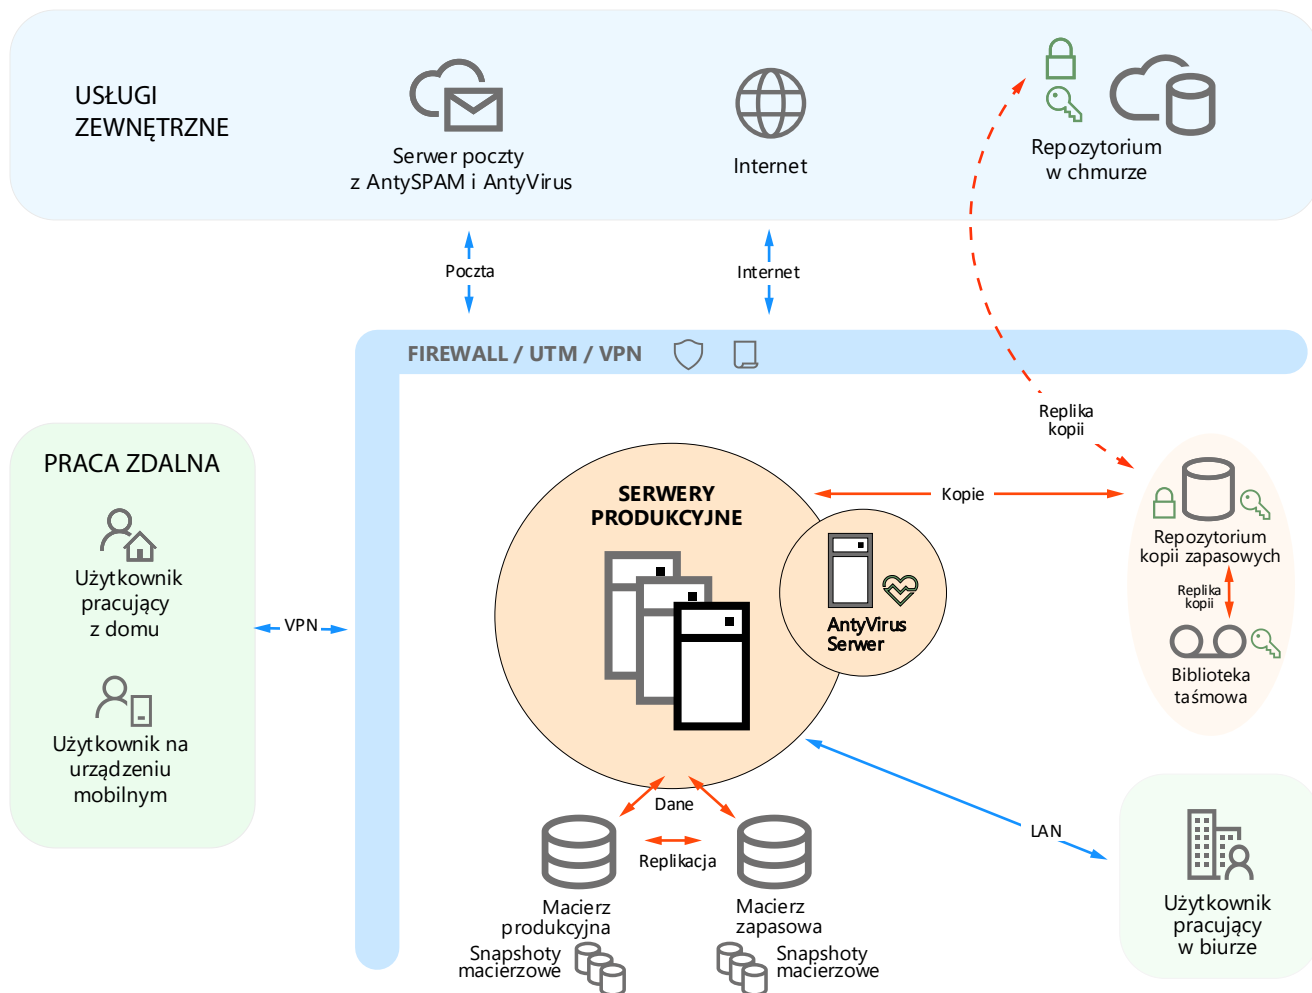 USŁUGI
ZEWNĘTRZNE
Serwer poczty
z AntySPAM i AntyVirus
Internet
Repozytorium
w chmurze
Poczta
Internet
FIREWALL / UTM / VPN
Replika
kopii
PRACA ZDALNA
Użytkownik
pracujący
z domu
Użytkownik na
urządzeniu
mobilnym
VPN
SERWERY
PRODUKCYJNE
AntyVirus
Serwer
Kopie
Repozytorium
kopii zapasowych
Replika
kopii
Biblioteka
taśmowa
Dane
Replikacja
Macierz
produkcyjna
Snapshoty
macierzowe
Macierz
zapasowa
Snapshoty
macierzowe
LAN
Użytkownik
pracujący
w biurze